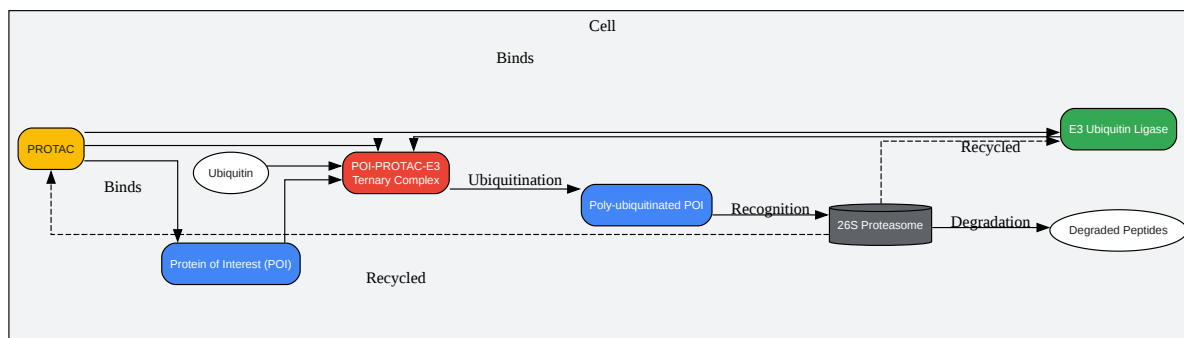 Cell
Binds
E3 Ubiquitin Ligase
PROTAC
Recycled
POI-PROTAC-E3
Ternary Complex
Ubiquitin
Ubiquitination
Binds
Poly-ubiquitinated POI
Recognition
26S Proteasome
Degradation
Degraded Peptides
Protein of Interest (POI)
Recycled